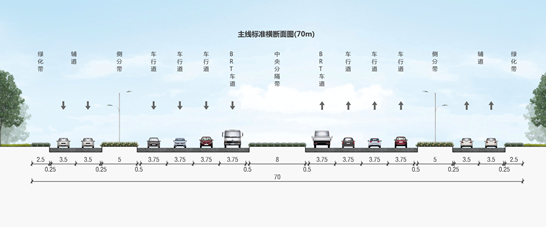 主线标准横断面图(70m)
绿化带 辅道 侧分带 车行道 车行道 车行道 BRT车道 中央分隔带 BRT车道 车行道 车行道 车行道 侧分带 辅道 绿化带
2.5 3.5 3.5 5 3.75 3.75 3.75 3.75 8 3.75 3.75 3.75 3.75 5 3.5 3.5 2.5
0.25 0.25 0.5 0.5 0.5 0.5 0.25 0.25
70